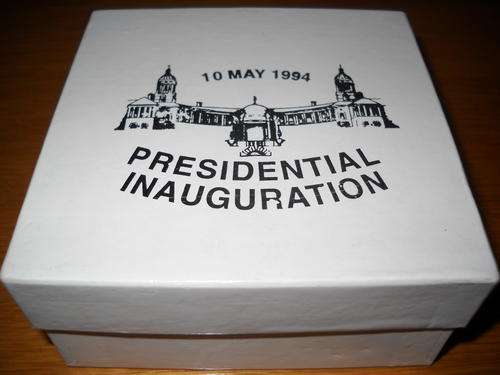 10 MAY 1994
PRESIDENTIAL
INAUGURATION